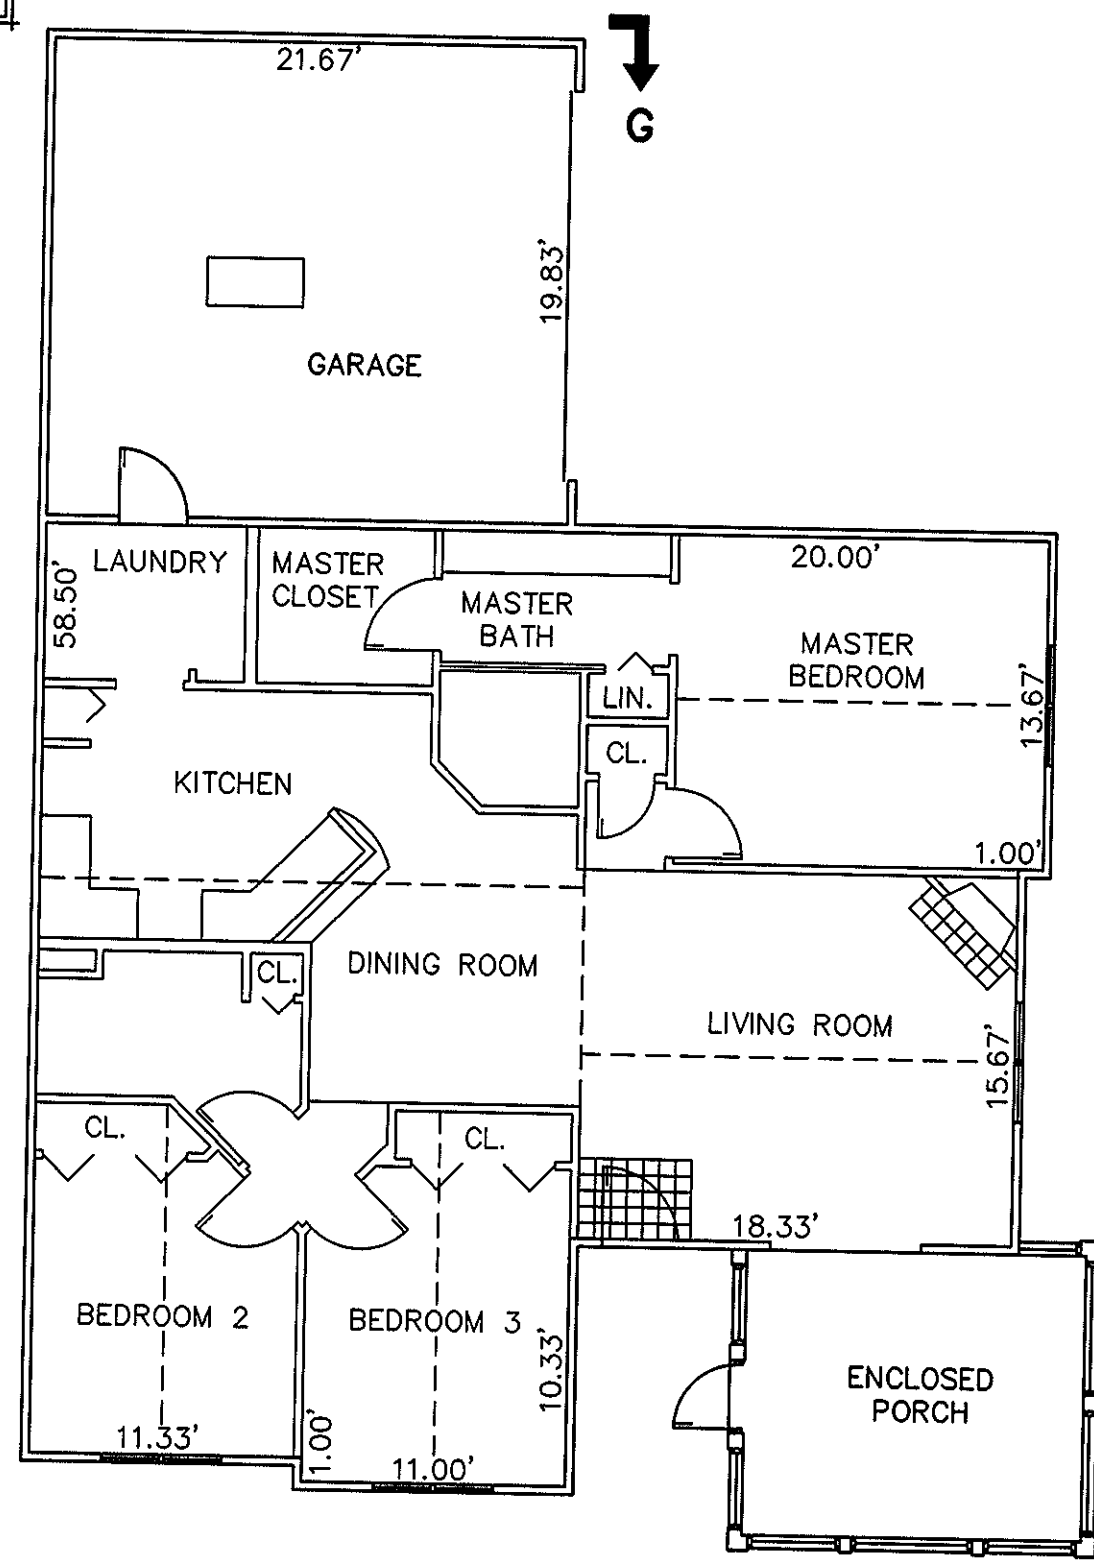 G
21.67'
19.83'
GARAGE
LAUNDRY
58.50'
MASTER
CLOSET
MASTER
BATH
20.00'
MASTER
BEDROOM
13.67'
LIN.
CL.
KITCHEN
1.00'
DINING ROOM
CL.
LIVING ROOM
15.67'
CL.
CL.
18.33'
BEDROOM 2
BEDROOM 3
10.33'
ENCLOSED
PORCH
11.33'
1.00'
11.00'